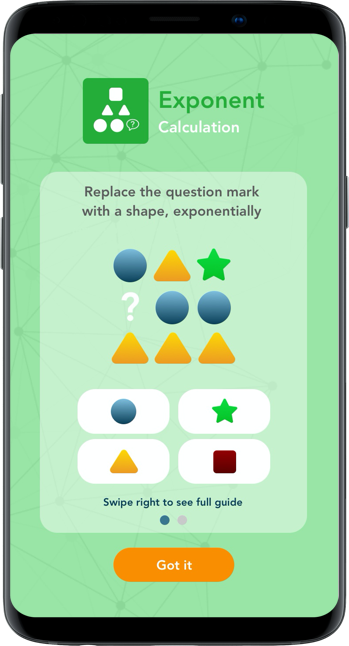 Exponent
Calculation
Replace the question mark
with a shape, exponentially
?
Swipe right to see full guide
Got it